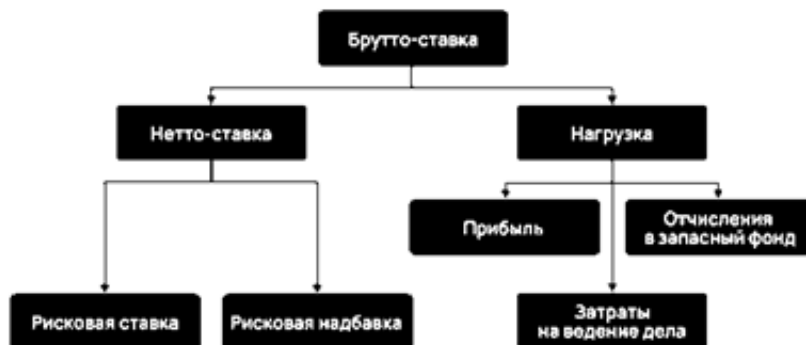 Брутто-ставка
Нетто-ставка
Нагрузка
Прибыль
Отчисления
в запасный фонд
Рисковая ставка
Рисковая надбавка
Затраты
на ведение дела